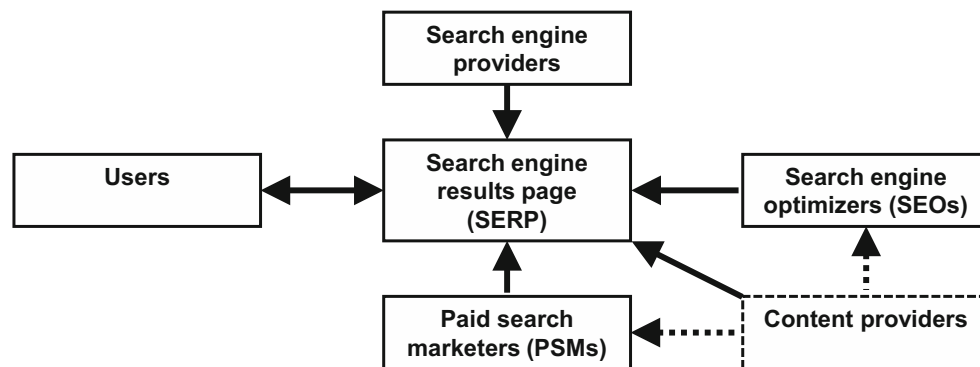 Search engine
providers
Users
Search engine
results page
(SERP)
Search engine
optimizers (SEOs)
Paid search
marketers (PSMs)
Content providers